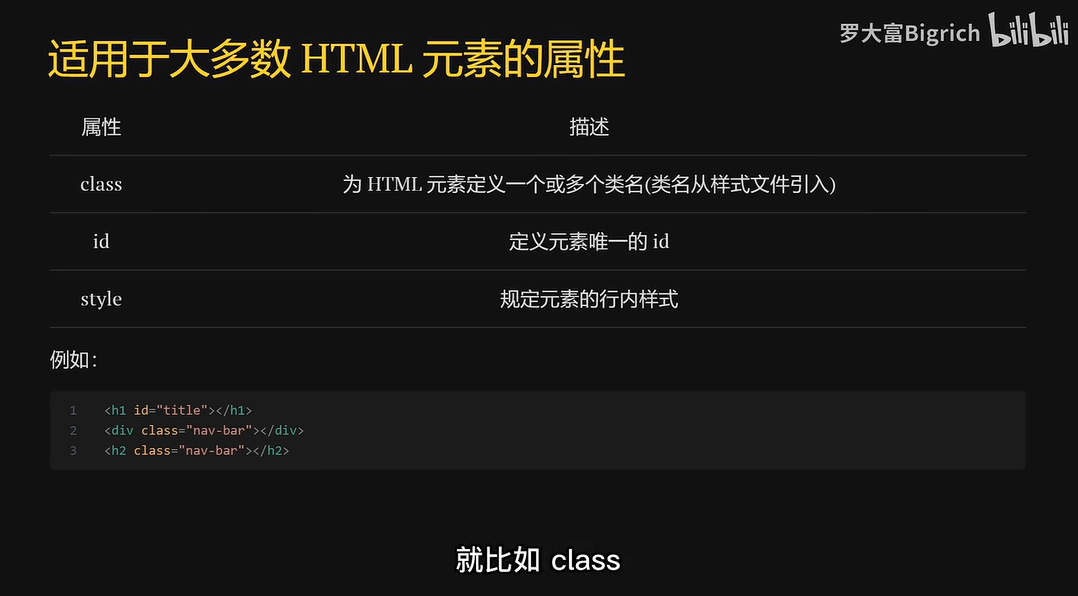 罗大富Bigrich bilibili
适用于大多数 HTML 元素的属性
属性 描述
class 为 HTML 元素定义一个或多个类名(类名从样式文件引入)
id 定义元素唯一的 id
style 规定元素的行内样式
例如：
1 <h1 id="title"></h1>
2 <div class="nav-bar"></div>
3 <h2 class="nav-bar"></h2>
就比如 class